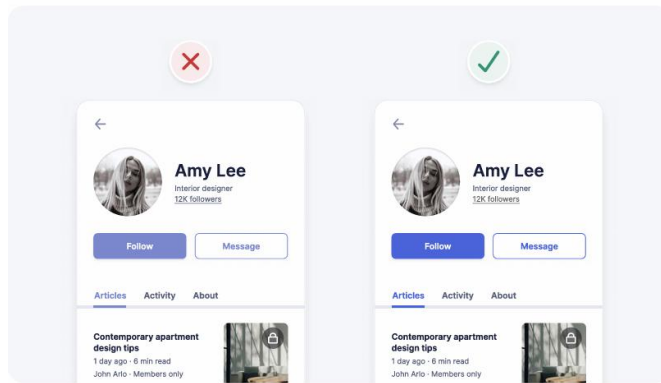 Amy Lee
Interior designer
12K followers
Follow
Message
Articles
Activity
About
Contemporary apartment
design tips
1 day ago · 6 min read
John Arlo · Members only
Amy Lee
Interior designer
12K followers
Follow
Message
Articles
Activity
About
Contemporary apartment
design tips
1 day ago · 6 min read
John Arlo · Members only